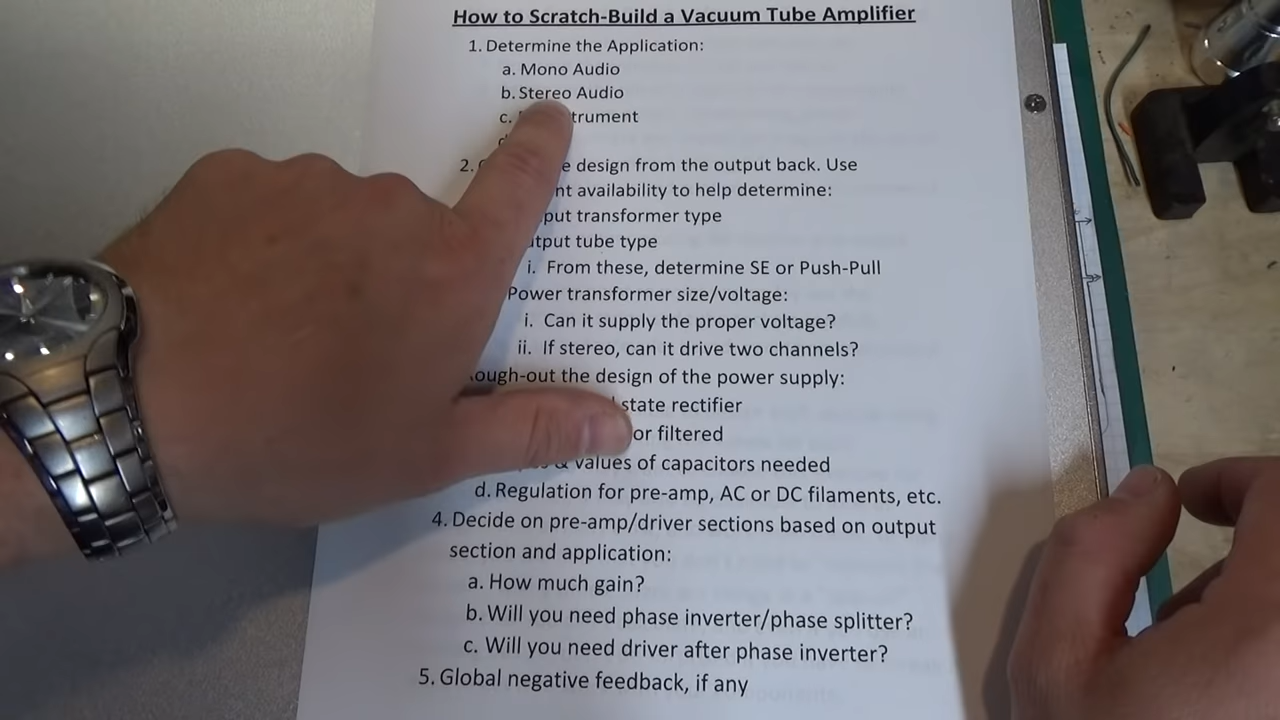 How to Scratch-Build a Vacuum Tube Amplifier
1. Determine the Application:
a. Mono Audio
b. Stereo Audio
c. trument
2. design from the output back. Use
availability to help determine:
put transformer type
tput tube type
i. From these, determine SE or Push-Pull
Power transformer size/voltage:
i. Can it supply the proper voltage?
ii. If stereo, can it drive two channels?
ough-out the design of the power supply:
state rectifier
or filtered
& values of capacitors needed
d. Regulation for pre-amp, AC or DC filaments, etc.
4. Decide on pre-amp/driver sections based on output
section and application:
a. How much gain?
b. Will you need phase inverter/phase splitter?
c. Will you need driver after phase inverter?
5. Global negative feedback, if any